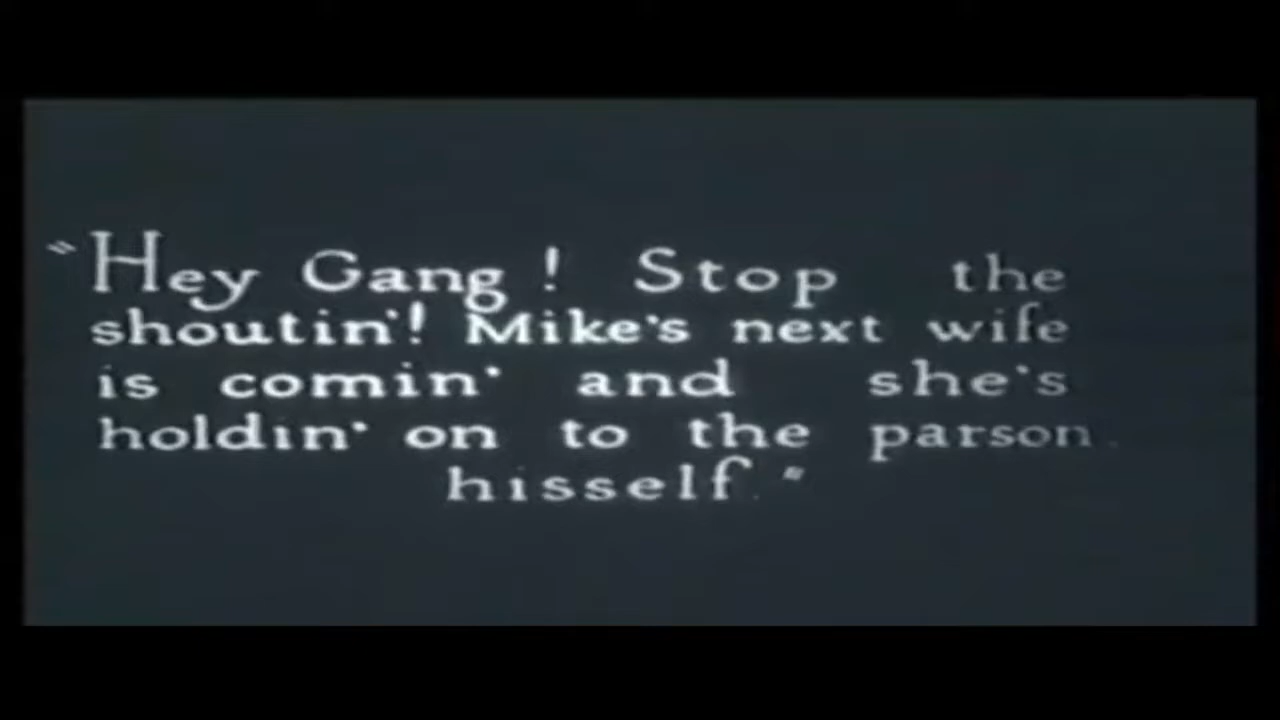 "Hey Gang! Stop the
shoutin'! Mike's next wife
is comin' and she's
holdin' on to the parson
hisself."